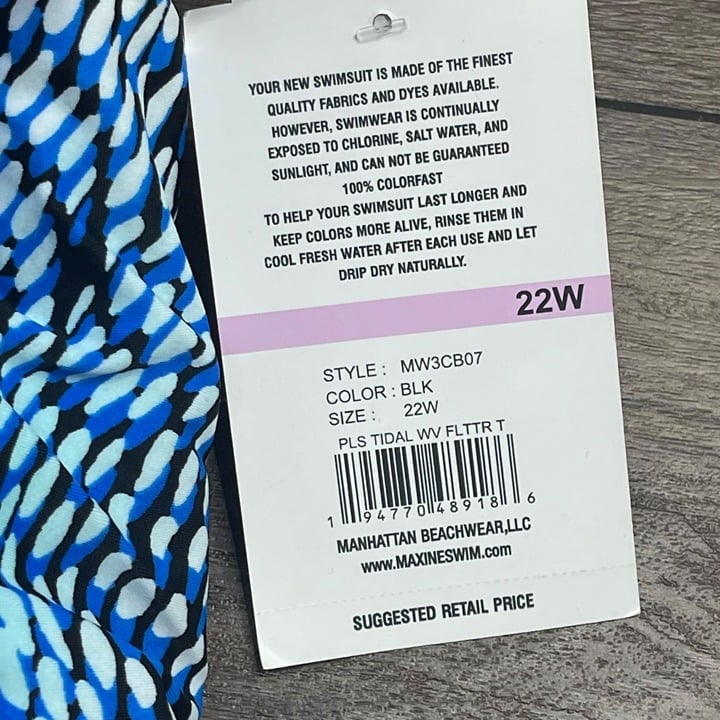 YOUR NEW SWIMSUIT IS MADE OF THE FINEST
QUALITY FABRICS AND DYES AVAILABLE.
HOWEVER, SWIMWEAR IS CONTINUALLY
EXPOSED TO CHLORINE, SALT WATER, AND
SUNLIGHT, AND CAN NOT BE GUARANTEED
100% COLORFAST
TO HELP YOUR SWIMSUIT LAST LONGER AND
KEEP COLORS MORE ALIVE, RINSE THEM IN
COOL FRESH WATER AFTER EACH USE AND LET
DRIP DRY NATURALLY.
22W
STYLE : MW3CB07
COLOR : BLK
SIZE : 22W
PLS TIDAL WV FLTTR T
1 94770 48918 6
MANHATTAN BEACHWEAR,LLC
www.MAXINESWIM.com
SUGGESTED RETAIL PRICE